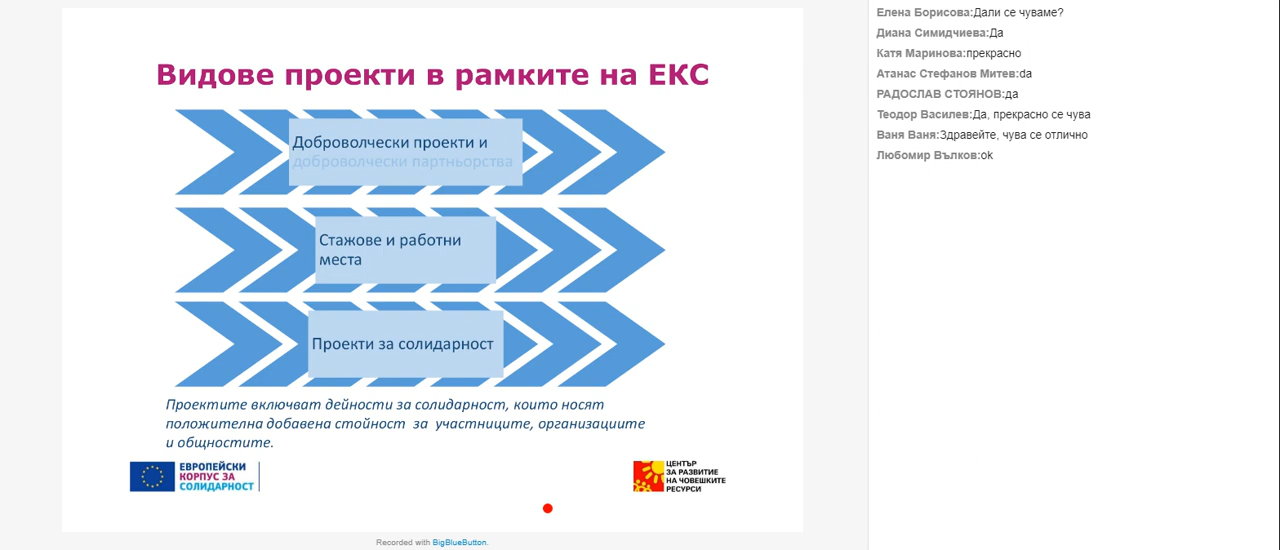 Видове проекти в рамките на ЕКС
Доброволчески проекти и
доброволчески партньорства
Стажове и работни
места
Проекти за солидарност
Проектите включват дейности за солидарност, които носят
положителна добавена стойност за участниците, организациите
и общностите.
ЕВРОПЕЙСКИ
КОРПУС ЗА
СОЛИДАРНОСТ
ЦЕНТЪР
ЗА РАЗВИТИЕ
НА ЧОВЕШКИТЕ
РЕСУРСИ
Recorded with BigBlueButton.
Елена Борисова:Дали се чуваме?
Диана Симидчиева:Да
Катя Маринова:прекрасно
Атанас Стефанов Митев:da
РАДОСЛАВ СТОЯНОВ:да
Теодор Василев:Да, прекрасно се чува
Ваня Ваня:Здравейте, чува се отлично
Любомир Вълков:ok